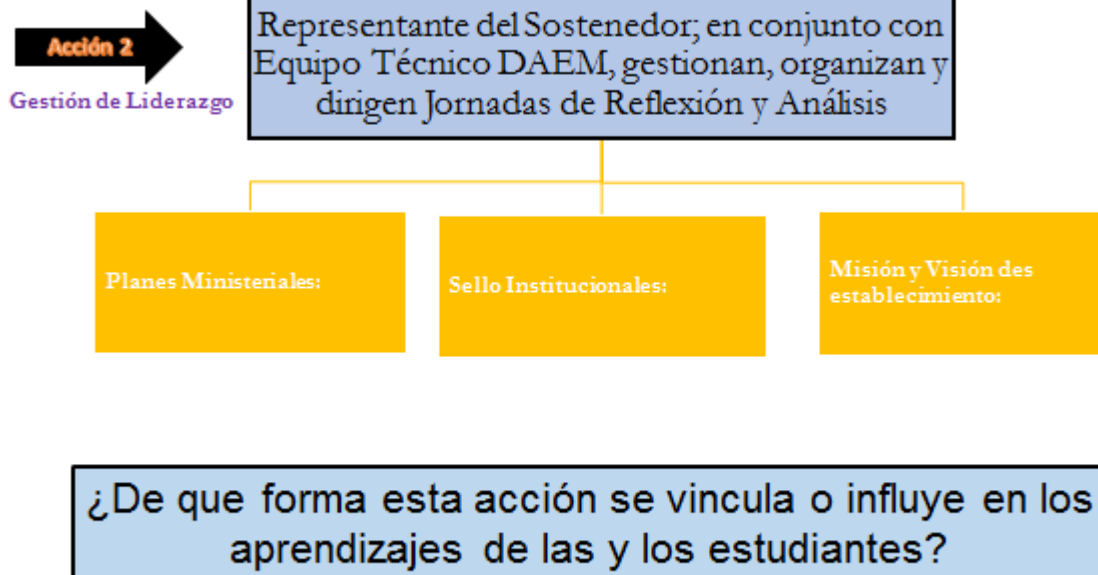 Acción 2
Gestión de Liderazgo
Representante del Sostenedor; en conjunto con
Equipo Técnico DAEM, gestionan, organizan y
dirigen Jornadas de Reflexión y Análisis
Planes Ministeriales:
Sello Institucionales:
Misión y Visión des
establecimiento:
¿De que forma esta acción se vincula o influye en los
aprendizajes de las y los estudiantes?